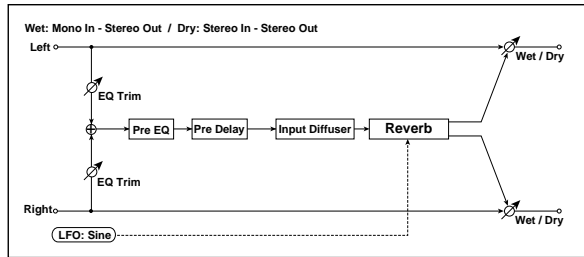 Wet: Mono In - Stereo Out / Dry: Stereo In - Stereo Out
Left
Wet / Dry
EQ Trim
Pre EQ
Pre Delay
Input Diffuser
Reverb
EQ Trim
Right
Wet / Dry
LFO: Sine